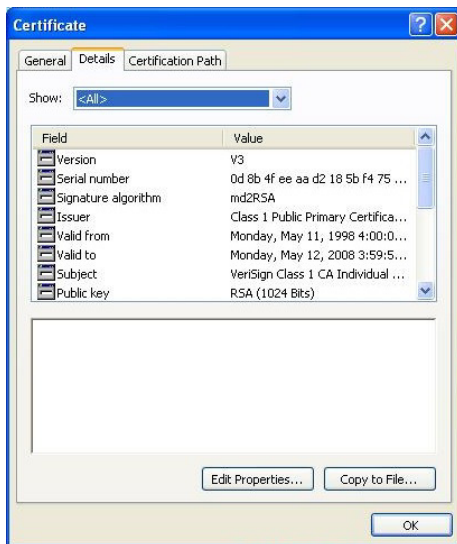 Certificate
General Details Certification Path
Show: <All>
Field Value
Version V3
Serial number 0d 8b 4f ee aa d2 18 5b f4 75 ...
Signature algorithm md2RSA
Issuer Class 1 Public Primary Certifica...
Valid from Monday, May 11, 1998 4:00:0...
Valid to Monday, May 12, 2008 3:59:5...
Subject VeriSign Class 1 CA Individual ...
Public key RSA (1024 Bits)
Edit Properties... Copy to File...
OK